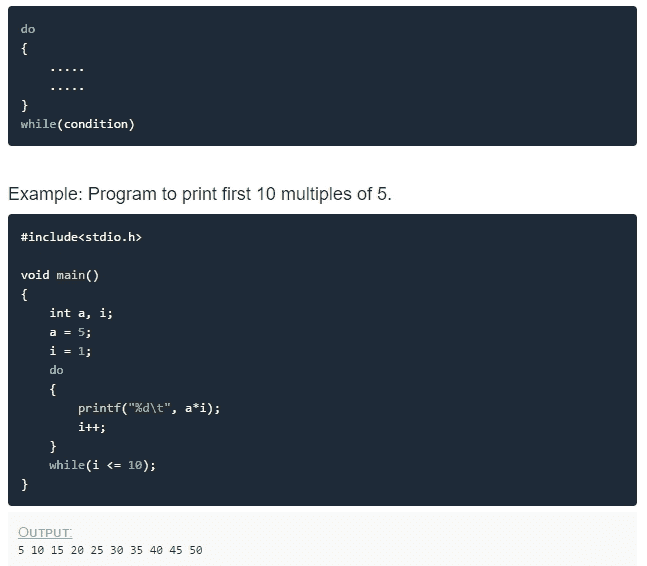 do
{
    .....
    .....
}
while(condition)
Example: Program to print first 10 multiples of 5.
#include<stdio.h>
void main()
{
    int a, i;
    a = 5;
    i = 1;
    do
    {
        printf("%d\t", a*i);
        i++;
    }
    while(i <= 10);
}
OUTPUT:
5 10 15 20 25 30 35 40 45 50